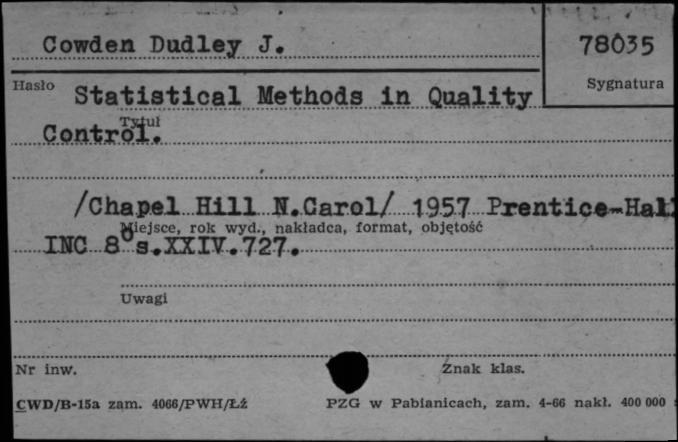 Cowden Dudley J.
78035
Hasło
Sygnatura
Statistical Methods in Quality
Tytuł
Control.
/Chapel Hill N.Carol/ 1957 Prentice-Hall
Miejsce, rok wyd., nakładca, format, objętość
INC 8° s.XXIV.727.
Uwagi
Nr inw.
Znak klas.
CWD/B-15a zam. 4066/PWH/Łź
PZG w Pabianicach, zam. 4-66 nakł. 400 000